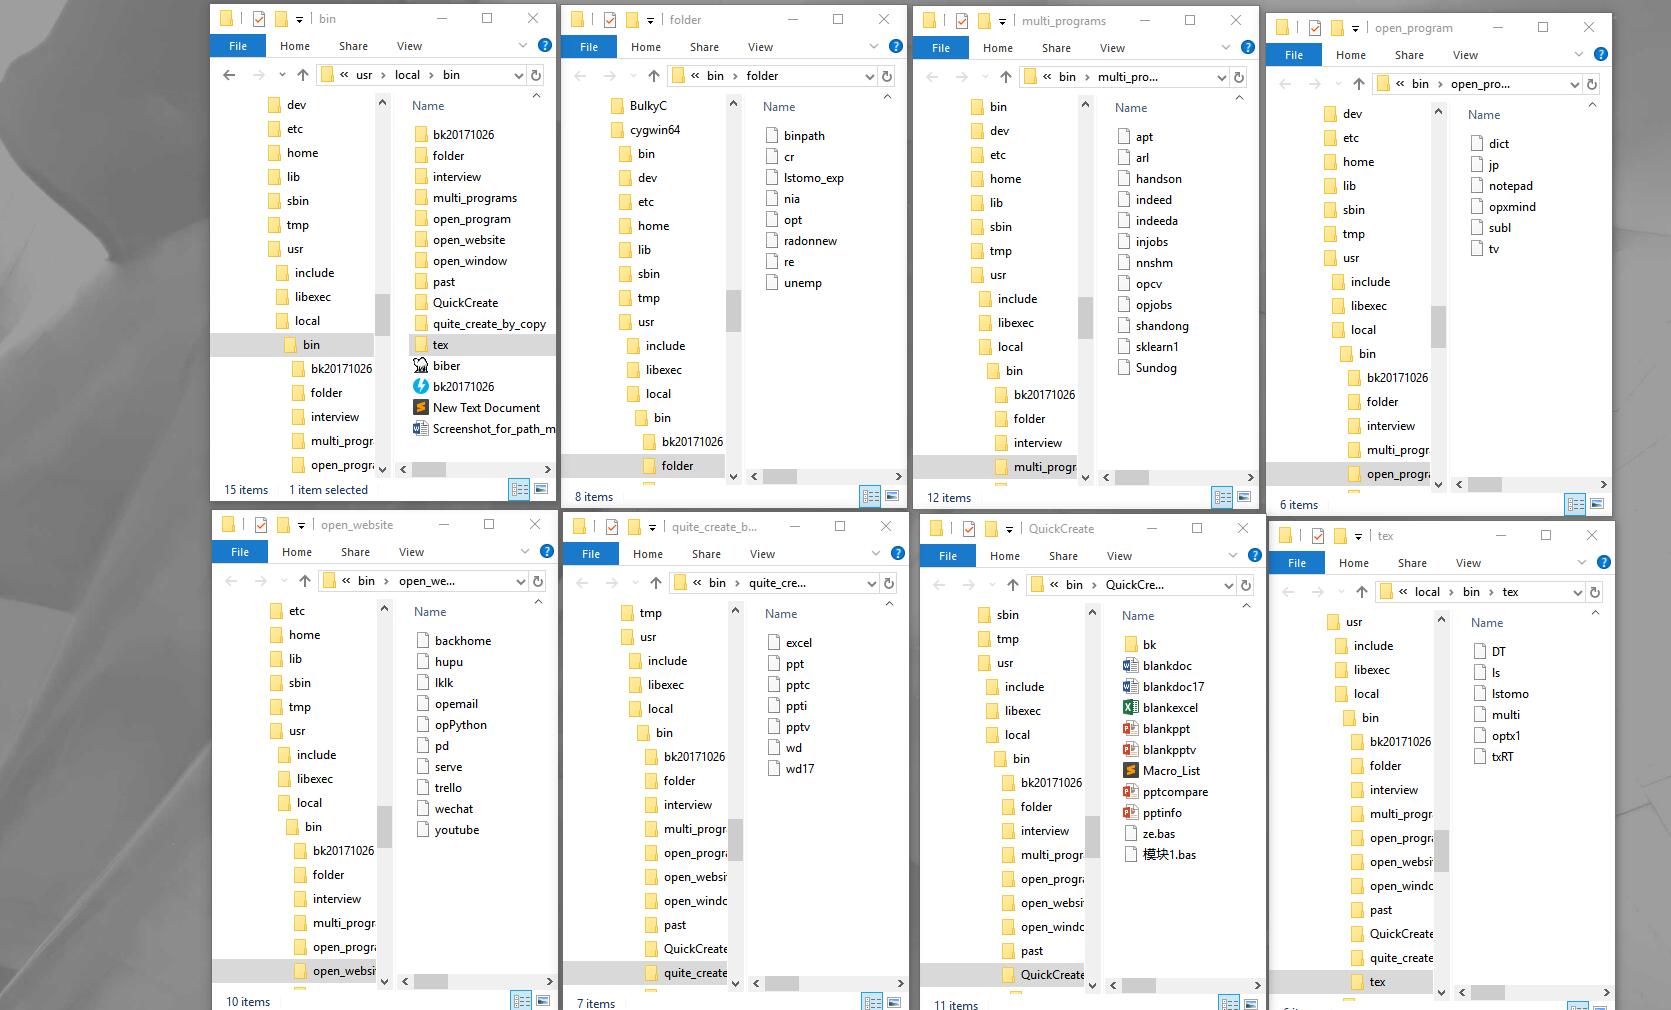 bin
File Home Share View
usr local bin
dev
etc
home
lib
sbin
tmp
usr
include
libexec
local
bin
bk20171026
folder
interview
multi_progr
open_progra
Name
bk20171026
folder
interview
multi_programs
open_program
open_website
open_window
past
QuickCreate
quite_create_by_copy
tex
biber
bk20171026
New Text Document
Screenshot_for_path_m
15 items 1 item selected
folder
File Home Share View
bin folder
BulkyC
cygwin64
bin
dev
etc
home
lib
sbin
tmp
usr
include
libexec
local
bin
bk20171026
folder
Name
binpath
cr
lstomo_exp
nia
opt
radonnew
re
unemp
8 items
multi_programs
File Home Share View
bin multi_pro...
bin
dev
etc
home
lib
sbin
tmp
usr
include
libexec
local
bin
bk20171026
folder
interview
multi_progr
Name
apt
arl
handson
indeed
indeeda
injobs
nnshm
opcv
opjobs
shandong
sklearn1
Sundog
12 items
open_program
File Home Share View
bin open_pro...
dev
etc
home
lib
sbin
tmp
usr
include
libexec
local
bin
bk20171026
folder
interview
multi_progr
open_progra
Name
dict
jp
notepad
opxmind
subl
tv
6 items
open_website
File Home Share View
bin open_we...
etc
home
lib
sbin
tmp
usr
include
libexec
local
bin
bk20171026
folder
interview
multi_progr
open_progra
open_websit
Name
backhome
hupu
lklk
opemail
opPython
pd
serve
trello
wechat
youtube
10 items
quite_create_b...
File Home Share View
bin quite_cre...
tmp
usr
include
libexec
local
bin
bk20171026
folder
interview
multi_progr
open_progra
open_websit
open_windo
past
QuickCreate
quite_create
Name
excel
ppt
pptc
ppti
pptv
wd
wd17
7 items
QuickCreate
File Home Share View
bin QuickCre...
sbin
tmp
usr
include
libexec
local
bin
bk20171026
folder
interview
multi_progr
open_progra
open_websit
open_windo
past
QuickCreate
Name
bk
blankdoc
blankdoc17
blankexcel
blankppt
blankpptv
Macro_List
pptcompare
pptinfo
ze.bas
模块1.bas
11 items
tex
File Home Share View
local bin tex
usr
include
libexec
local
bin
bk20171026
folder
interview
multi_progr
open_progra
open_websit
open_windo
past
QuickCreate
quite_create
tex
Name
DT
ls
lstomo
multi
optx1
txRT